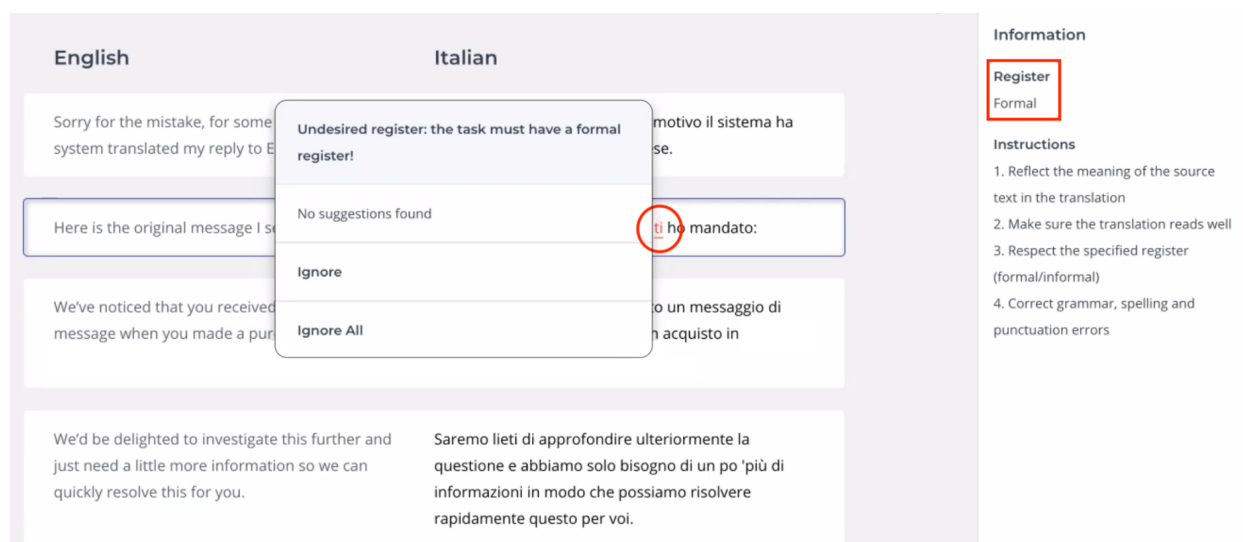 English
Italian
Sorry for the mistake, for some
system translated my reply to E
motivo il sistema ha
se.
Undesired register: the task must have a formal
register!
No suggestions found
Ignore
Ignore All
Here is the original message I s
ti ho mandato:
We've noticed that you received
message when you made a pur
o un messaggio di
n acquisto in
We'd be delighted to investigate this further and
just need a little more information so we can
quickly resolve this for you.
Saremo lieti di approfondire ulteriormente la
questione e abbiamo solo bisogno di un po 'più di
informazioni in modo che possiamo risolvere
rapidamente questo per voi.
Information
Register
Formal
Instructions
1. Reflect the meaning of the source
text in the translation
2. Make sure the translation reads well
3. Respect the specified register
(formal/informal)
4. Correct grammar, spelling and
punctuation errors